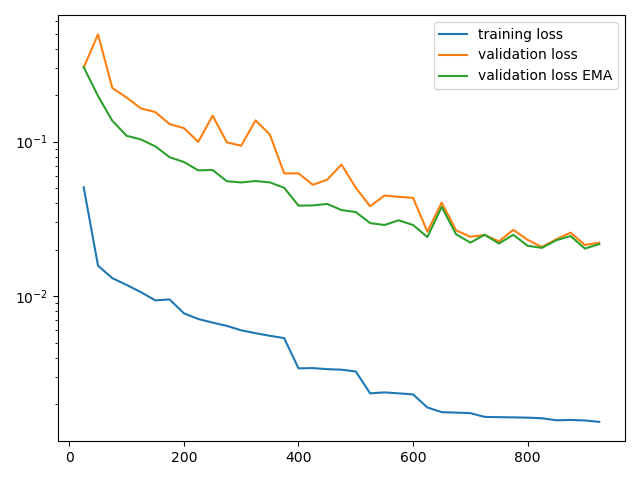 training loss
validation loss
validation loss EMA
10⁻¹
10⁻²
0 200 400 600 800